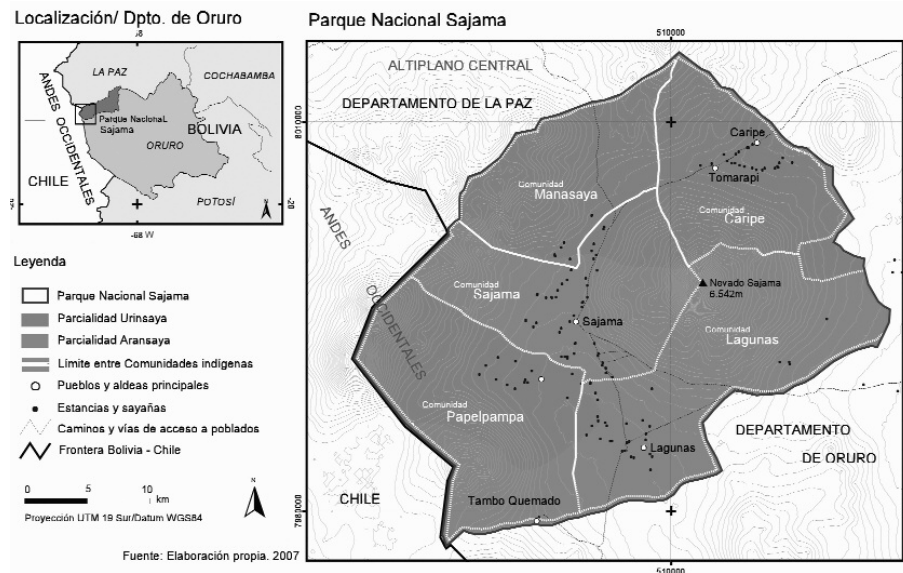 Localización/ Dpto. de Oruro
LA PAZ
COCHABAMBA
ANDES OCCIDENTALES
Parque Nacional
Sajama
BOLIVIA
ORURO
CHILE
POTOSÍ
-68 W
Leyenda
Parque Nacional Sajama
Parcialidad Urinsaya
Parcialidad Aransaya
Límite entre Comunidades indígenas
Pueblos y aldeas principales
Estancias y sayañas
Caminos y vías de acceso a poblados
Frontera Bolivia - Chile
0 5 10 km
N
Proyección UTM 19 Sur/Datum WGS84
Fuente: Elaboración propia. 2007
Parque Nacional Sajama
510000
ALTIPLANO CENTRAL
DEPARTAMENTO DE LA PAZ
Caripe
Tomarapi
Comunidad
Manasaya
Comunidad
Caripe
ANDES
OCCIDENTALES
Comunidad
Sajama
Novado Sajama
6.542m
Sajama
Comunidad
Lagunas
Comunidad
Papelpampa
Lagunas
DEPARTAMENTO
DE ORURO
CHILE
Tambo Quemado
510000